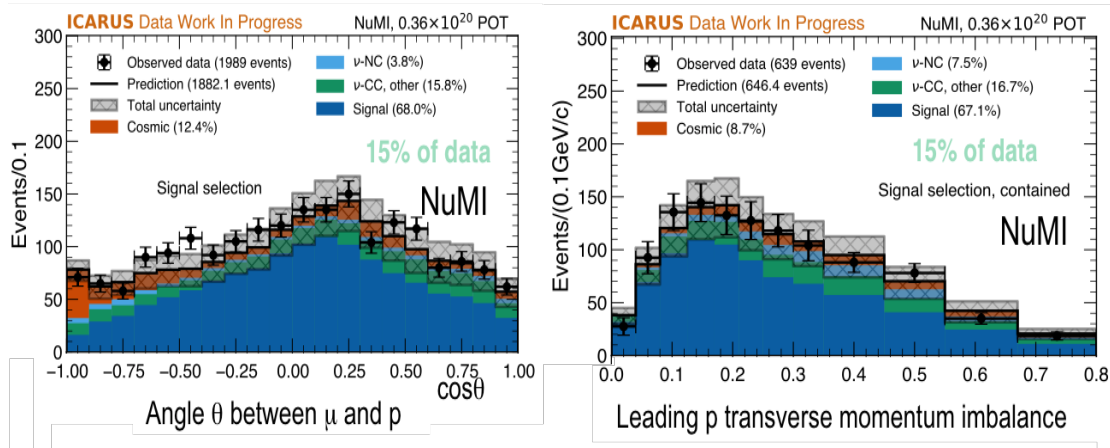 ICARUS Data Work In Progress
NuMI, 0.36×10²⁰ POT
Observed data (1989 events)
Prediction (1882.1 events)
Total uncertainty
Cosmic (12.4%)
ν-NC (3.8%)
ν-CC, other (15.8%)
Signal (68.0%)
15% of data
Signal selection
NuMI
Events/0.1
300
250
200
150
100
50
0
−1.00 −0.75 −0.50 −0.25 0.00 0.25 0.50 0.75 1.00
cosθ
Angle θ between μ and p
ICARUS Data Work In Progress
NuMI, 0.36×10²⁰ POT
Observed data (639 events)
Prediction (646.4 events)
Total uncertainty
Cosmic (8.7%)
ν-NC (7.5%)
ν-CC, other (16.7%)
Signal (67.1%)
15% of data
Signal selection, contained
NuMI
Events/(0.1GeV/c)
300
250
200
150
100
50
0
0.0 0.1 0.2 0.3 0.4 0.5 0.6 0.7 0.8
Leading p transverse momentum imbalance